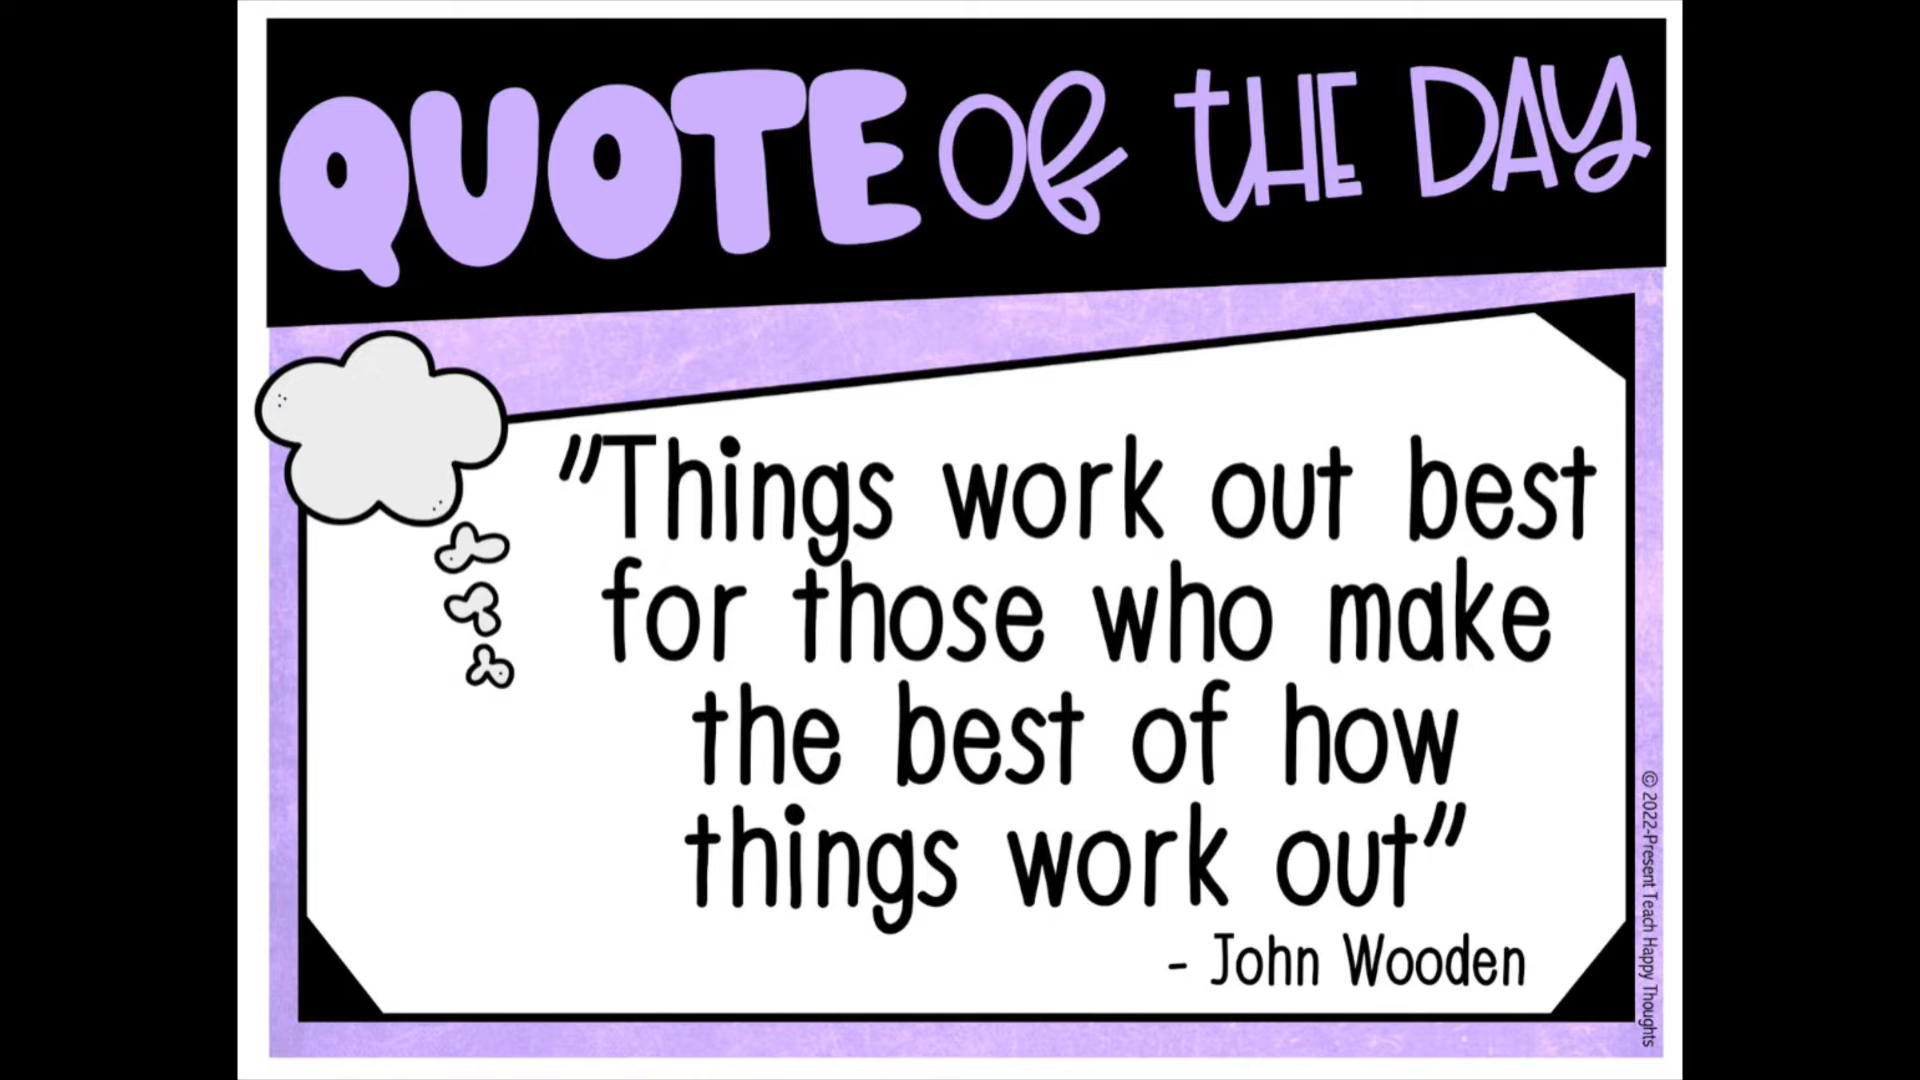 QUOTE of the DAY
"Things work out best
for those who make
the best of how
things work out"
- John Wooden
© 2022-Present Teach Happy Thoughts